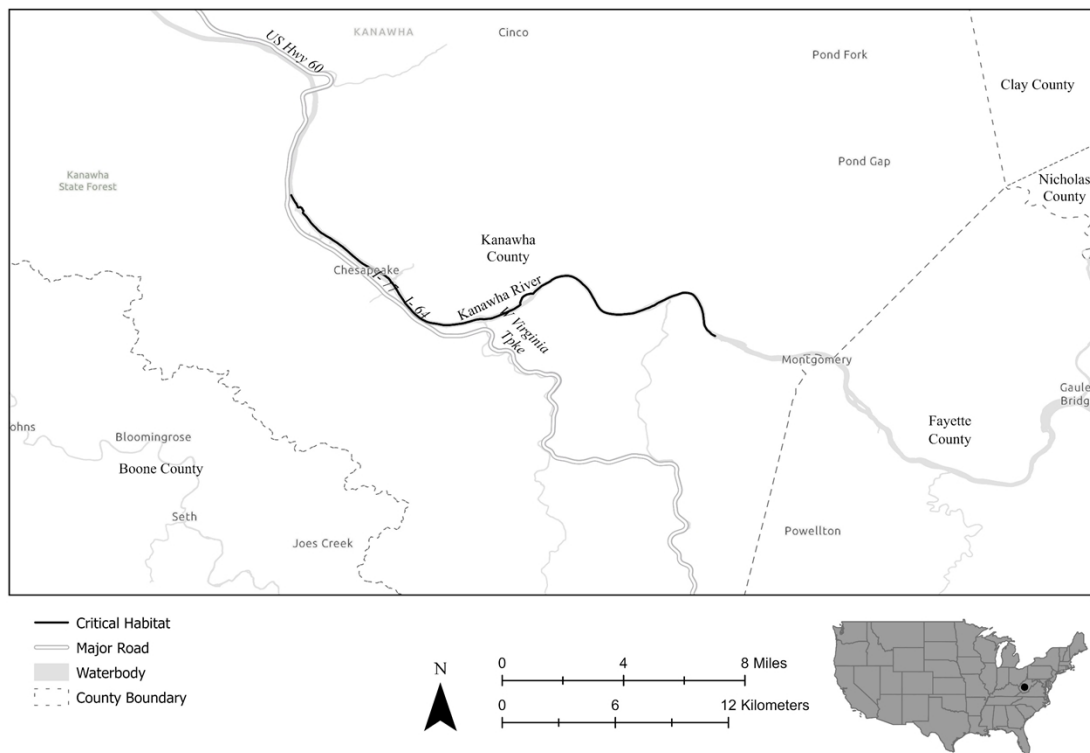 US Hwy 60
KANAWHA
Cinco
Pond Fork
Clay County
Kanawha
State Forest
Pond Gap
Nicholas
County
Kanawha
County
Chesapeake
I-77
I-64
Kanawha River
W Virginia
Tpke
Montgomery
Gaule
Bridg
Fayette
County
ohns
Bloomingrose
Boone County
Seth
Joes Creek
Powellton
Critical Habitat
Major Road
Waterbody
County Boundary
N
0 4 8 Miles
0 6 12 Kilometers